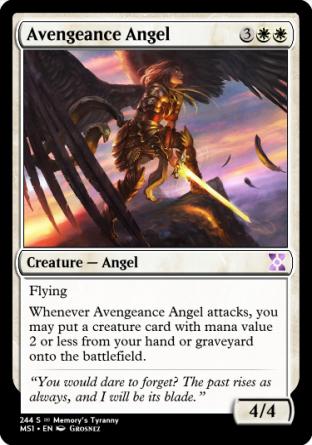 Avengeance Angel 3
Creature — Angel
Flying
Whenever Avengeance Angel attacks, you
may put a creature card with mana value
2 or less from your hand or graveyard
onto the battlefield.
“You would dare to forget? The past rises as
always, and I will be its blade.”
4/4
244 S Memory's Tyranny
MS1 • EN Grosnez